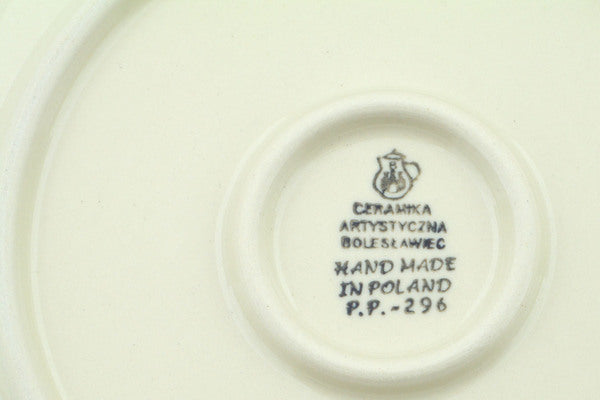 CERAMIKA
ARTYSTYCZNA
BOLESŁAWIEC
HAND MADE
IN POLAND
P.P.-296